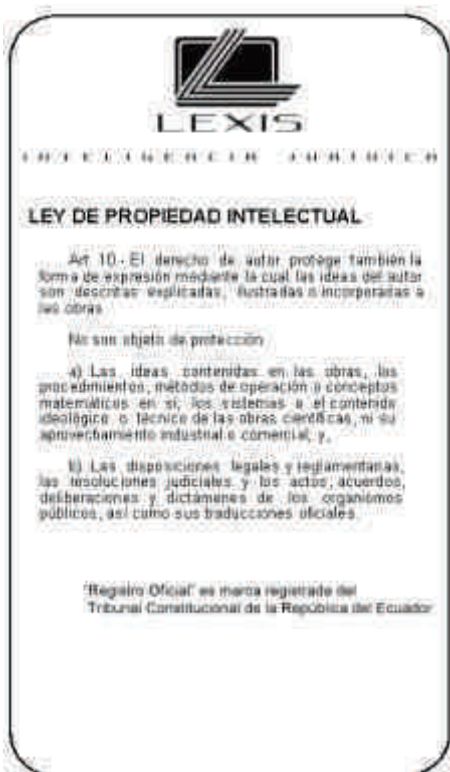 LEXIS
INTELIGENCIA JURIDICA
LEY DE PROPIEDAD INTELECTUAL
Art 10.- El derecho de autor protege también la
forma de expresión mediante la cual las ideas del autor
son descritas explicadas, ilustradas o incorporadas a
las obras
No son objeto de protección
a) Las ideas contenidas en las obras, los
procedimientos, métodos de operación o conceptos
matemáticos en sí; los sistemas o el contenido
ideológico o técnico de las obras científicas, ni su
aprovechamiento industrial o comercial; y,
b) Las disposiciones legales y reglamentarias,
las resoluciones judiciales y los actos, acuerdos,
deliberaciones y dictámenes de los organismos
públicos, así como sus traducciones oficiales.
"Registro Oficial" es marca registrada del
Tribunal Constitucional de la República del Ecuador